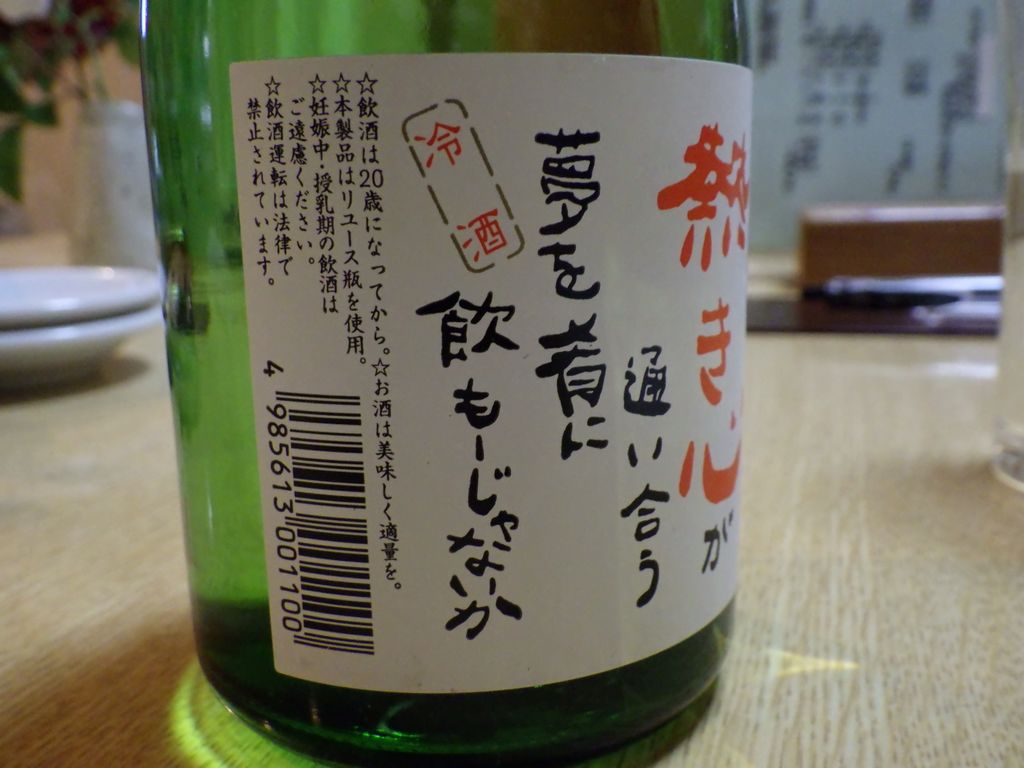 熱き心が
通い合う
夢を肴に
飲もーじゃないか
冷酒
☆飲酒は20歳になってから。☆お酒は美味しく適量を。
☆本製品はリユース瓶を使用。
☆妊娠中・授乳期の飲酒は
ご遠慮ください。
☆飲酒運転は法律で
禁止されています。
4 985613 001100